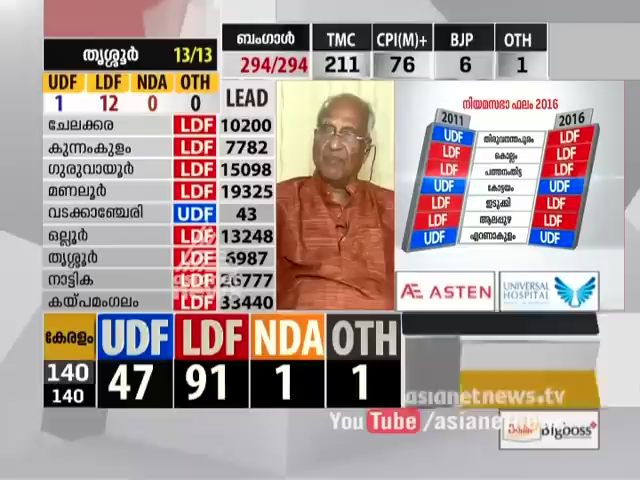 തൃശ്ശൂർ 13/13
UDF LDF NDA OTH
1 12 0 0
LEAD
ചേലക്കര LDF 10200
കുന്നംകുളം LDF 7782
ഗുരുവായൂർ LDF 15098
മണലൂർ LDF 19325
വടക്കാഞ്ചേരി UDF 43
ഒല്ലൂർ LDF 13248
തൃശ്ശൂർ LDF 6987
നാട്ടിക LDF 26777
കയ്പമംഗലം LDF 33440
ബംഗാൾ TMC CPI(M)+ BJP OTH
294/294 211 76 6 1
നിയമസഭാ ഫലം 2016
2011 2016
UDF തിരുവനന്തപുരം LDF
LDF കൊല്ലം LDF
LDF പത്തനംതിട്ട LDF
UDF കോട്ടയം UDF
LDF ഇടുക്കി LDF
LDF ആലപ്പുഴ LDF
UDF എറണാകുളം UDF
ASTEN
UNIVERSAL
HOSPITAL
കേരളം UDF LDF NDA OTH
140
140
47 91 1 1
asianetnews.tv
YouTube /asianetnews
Bigboss+